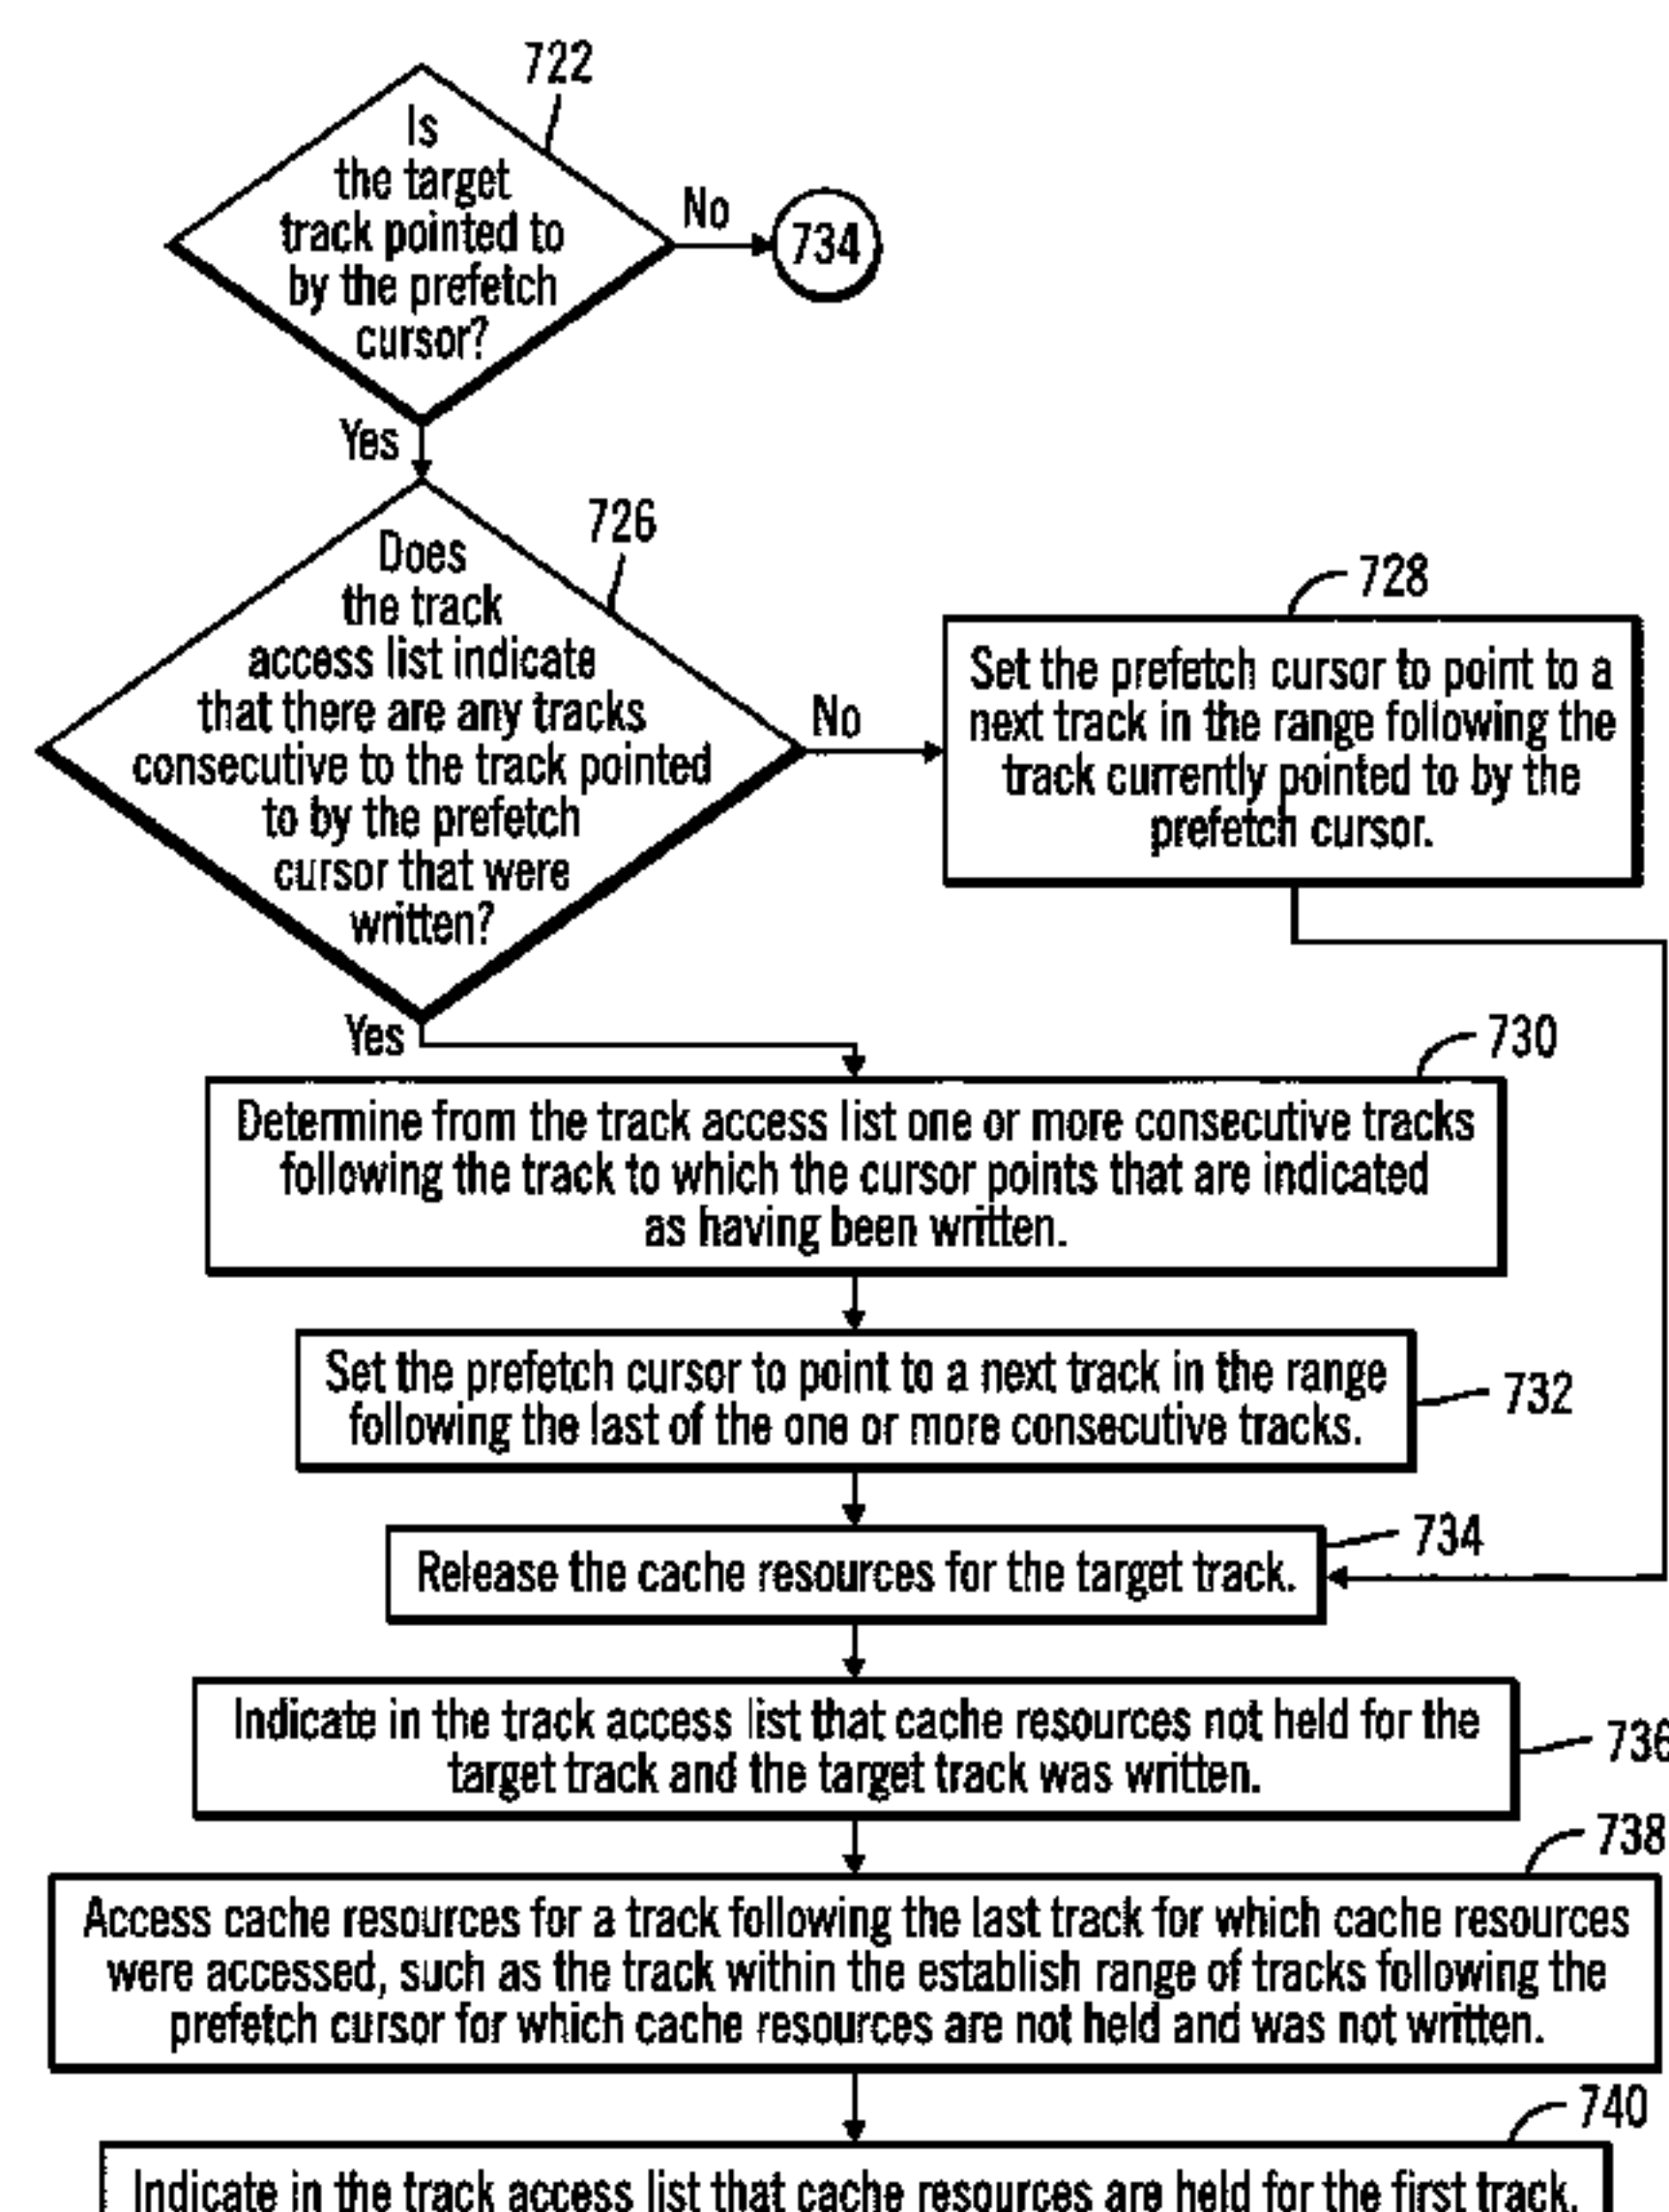 722
Is
the target
track pointed to
by the prefetch
cursor?
No
734
Yes
726
Does
the track
access list indicate
that there are any tracks
consecutive to the track pointed
to by the prefetch
cursor that were
written?
No
728
Set the prefetch cursor to point to a
next track in the range following the
track currently pointed to by the
prefetch cursor.
Yes
730
Determine from the track access list one or more consecutive tracks
following the track to which the cursor points that are indicated
as having been written.
Set the prefetch cursor to point to a next track in the range
following the last of the one or more consecutive tracks.
732
734
Release the cache resources for the target track.
Indicate in the track access list that cache resources not held for the
target track and the target track was written.
736
738
Access cache resources for a track following the last track for which cache resources
were accessed, such as the track within the establish range of tracks following the
prefetch cursor for which cache resources are not held and was not written.
740
Indicate in the track access list that cache resources are held for the first track.